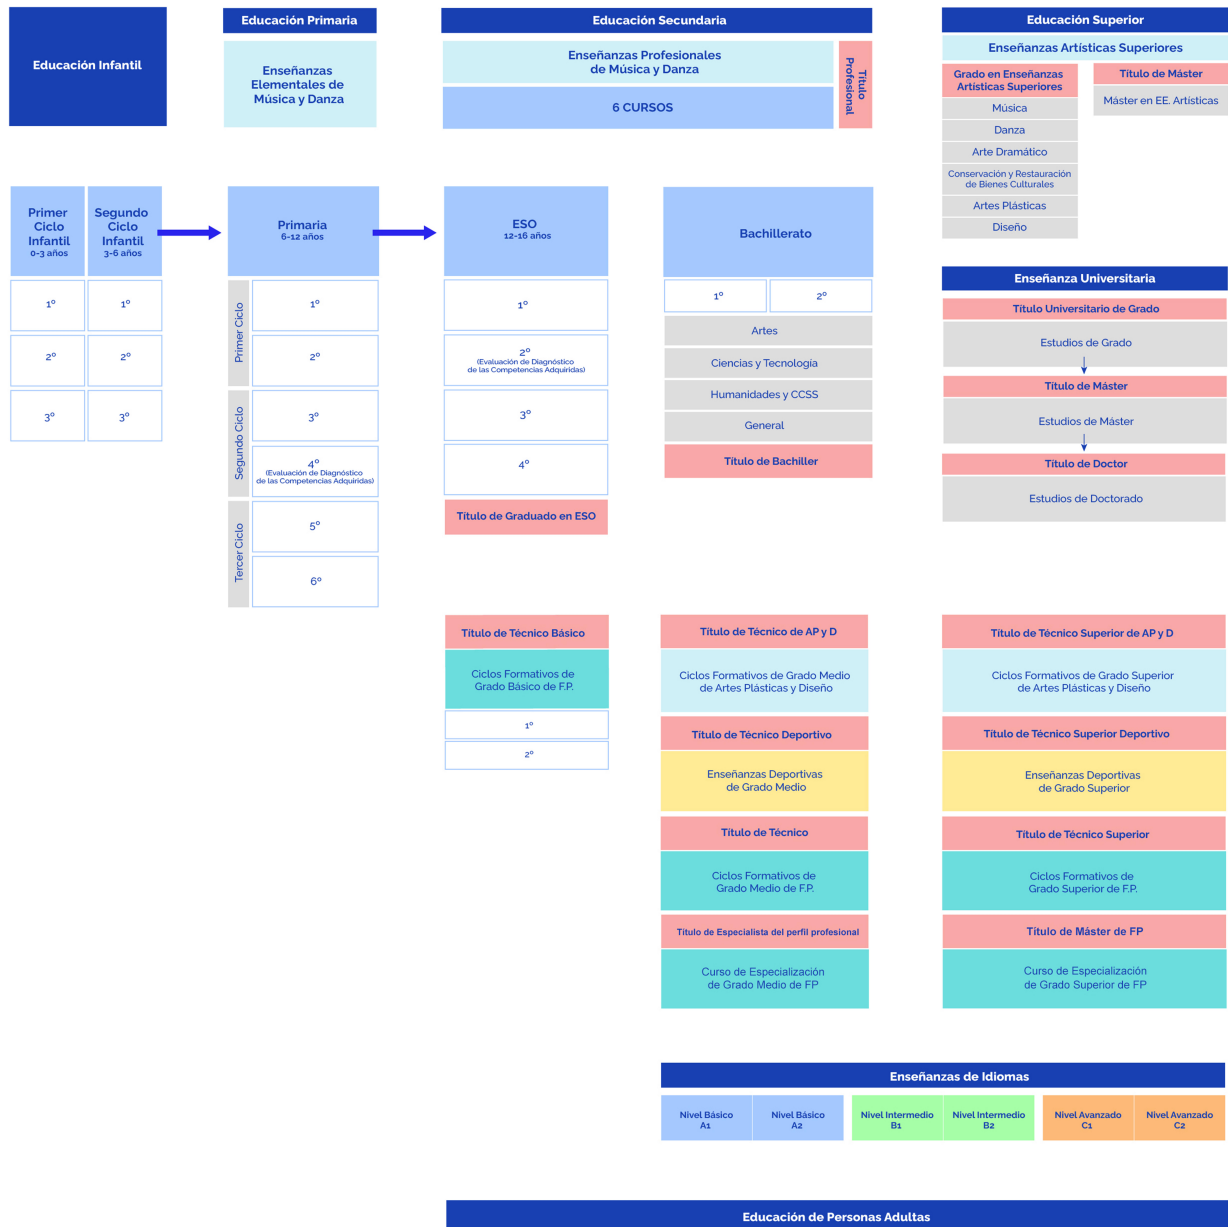 Educación Infantil
Educación Primaria
Enseñanzas
Elementales de
Música y Danza
Educación Secundaria
Enseñanzas Profesionales
de Música y Danza
6 CURSOS
Título
Profesional
Educación Superior
Enseñanzas Artísticas Superiores
Grado en Enseñanzas
Artísticas Superiores
Música
Danza
Arte Dramático
Conservación y Restauración
de Bienes Culturales
Artes Plásticas
Diseño
Título de Máster
Máster en EE. Artísticas
Primer
Ciclo
Infantil
0-3 años
1º
2º
3º
Segundo
Ciclo
Infantil
3-6 años
1º
2º
3º
Primaria
6-12 años
Primer Ciclo
1º
2º
Segundo Ciclo
3º
4º
(Evaluación de Diagnóstico
de las Competencias Adquiridas)
Tercer Ciclo
5º
6º
ESO
12-16 años
1º
2º
(Evaluación de Diagnóstico
de las Competencias Adquiridas)
3º
4º
Título de Graduado en ESO
Bachillerato
1º
2º
Artes
Ciencias y Tecnología
Humanidades y CCSS
General
Título de Bachiller
Enseñanza Universitaria
Título Universitario de Grado
Estudios de Grado
Título de Máster
Estudios de Máster
Título de Doctor
Estudios de Doctorado
Título de Técnico Básico
Ciclos Formativos de
Grado Básico de F.P.
1º
2º
Título de Técnico de AP y D
Ciclos Formativos de Grado Medio
de Artes Plásticas y Diseño
Título de Técnico Deportivo
Enseñanzas Deportivas
de Grado Medio
Título de Técnico
Ciclos Formativos de
Grado Medio de F.P.
Título de Especialista del perfil profesional
Curso de Especialización
de Grado Medio de FP
Título de Técnico Superior de AP y D
Ciclos Formativos de Grado Superior
de Artes Plásticas y Diseño
Título de Técnico Superior Deportivo
Enseñanzas Deportivas
de Grado Superior
Título de Técnico Superior
Ciclos Formativos de
Grado Superior de F.P.
Título de Máster de FP
Curso de Especialización
de Grado Superior de FP
Enseñanzas de Idiomas
Nivel Básico
A1
Nivel Básico
A2
Nivel Intermedio
B1
Nivel Intermedio
B2
Nivel Avanzado
C1
Nivel Avanzado
C2
Educación de Personas Adultas